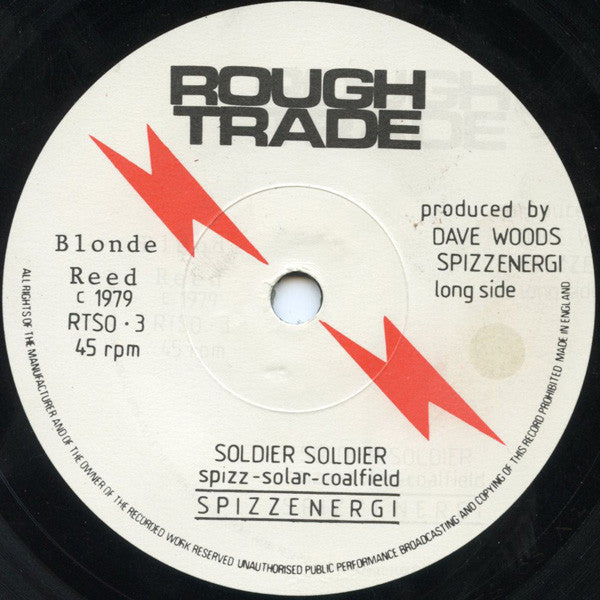 ROUGH
TRADE
Blonde
Reed
c 1979
RTSO · 3
45 rpm
produced by
DAVE WOODS
SPIZZENERGI
long side
SOLDIER SOLDIER
spizz-solar-coalfield
SPIZZENERGI
ALL RIGHTS OF THE MANUFACTURER AND OF THE OWNER OF THE RECORDED WORK RESERVED UNAUTHORISED PUBLIC PERFORMANCE BROADCASTING AND COPYING OF THIS RECORD PROHIBITED MADE IN ENGLAND